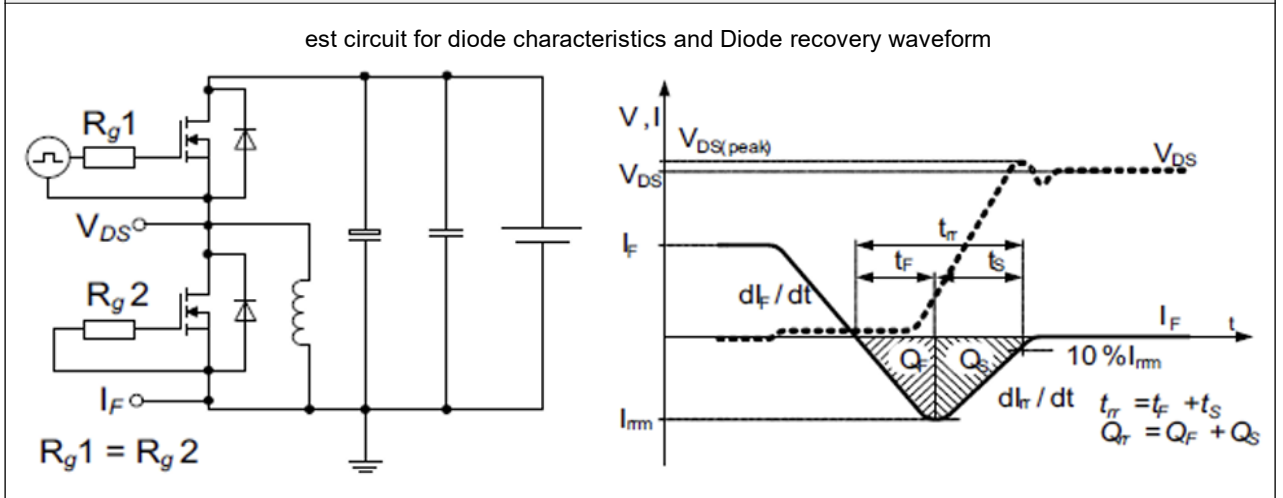 est circuit for diode characteristics and Diode recovery waveform
Rg1
VDS
Rg2
IF
Rg1 = Rg2
V,I
VDS(peak)
VDS
VDS
IF
trr
tF
tS
dIF/dt
IF
t
QF
QS
10%Irrm
Irrm
dIrr/dt
trr =tF +tS
Qrr =QF +QS